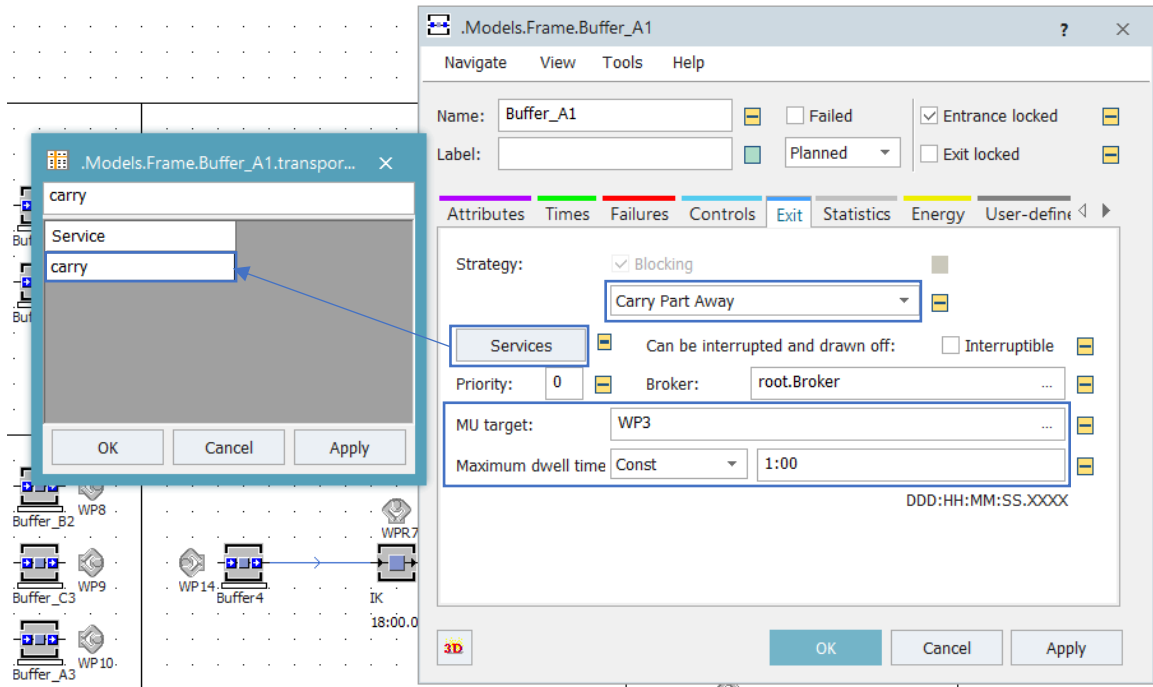 .Models.Frame.Buffer_A1
?
Navigate View Tools Help
Name: Buffer_A1 Failed Entrance locked
Label: Planned Exit locked
Attributes Times Failures Controls Exit Statistics Energy User-define
Strategy: Blocking
Carry Part Away
Services Can be interrupted and drawn off: Interruptible
Priority: 0 Broker: root.Broker ...
MU target: WP3 ...
Maximum dwell time Const 1:00
DDD:HH:MM:SS.XXXX
3D OK Cancel Apply
.Models.Frame.Buffer_A1.transpor...
carry
Service
carry
OK Cancel Apply
Buf
Buf
WP8
Buffer_B2
WP9
Buffer_C3
WP10
Buffer_A3
WP14
Buffer4
WPR7
IK
18:00.0